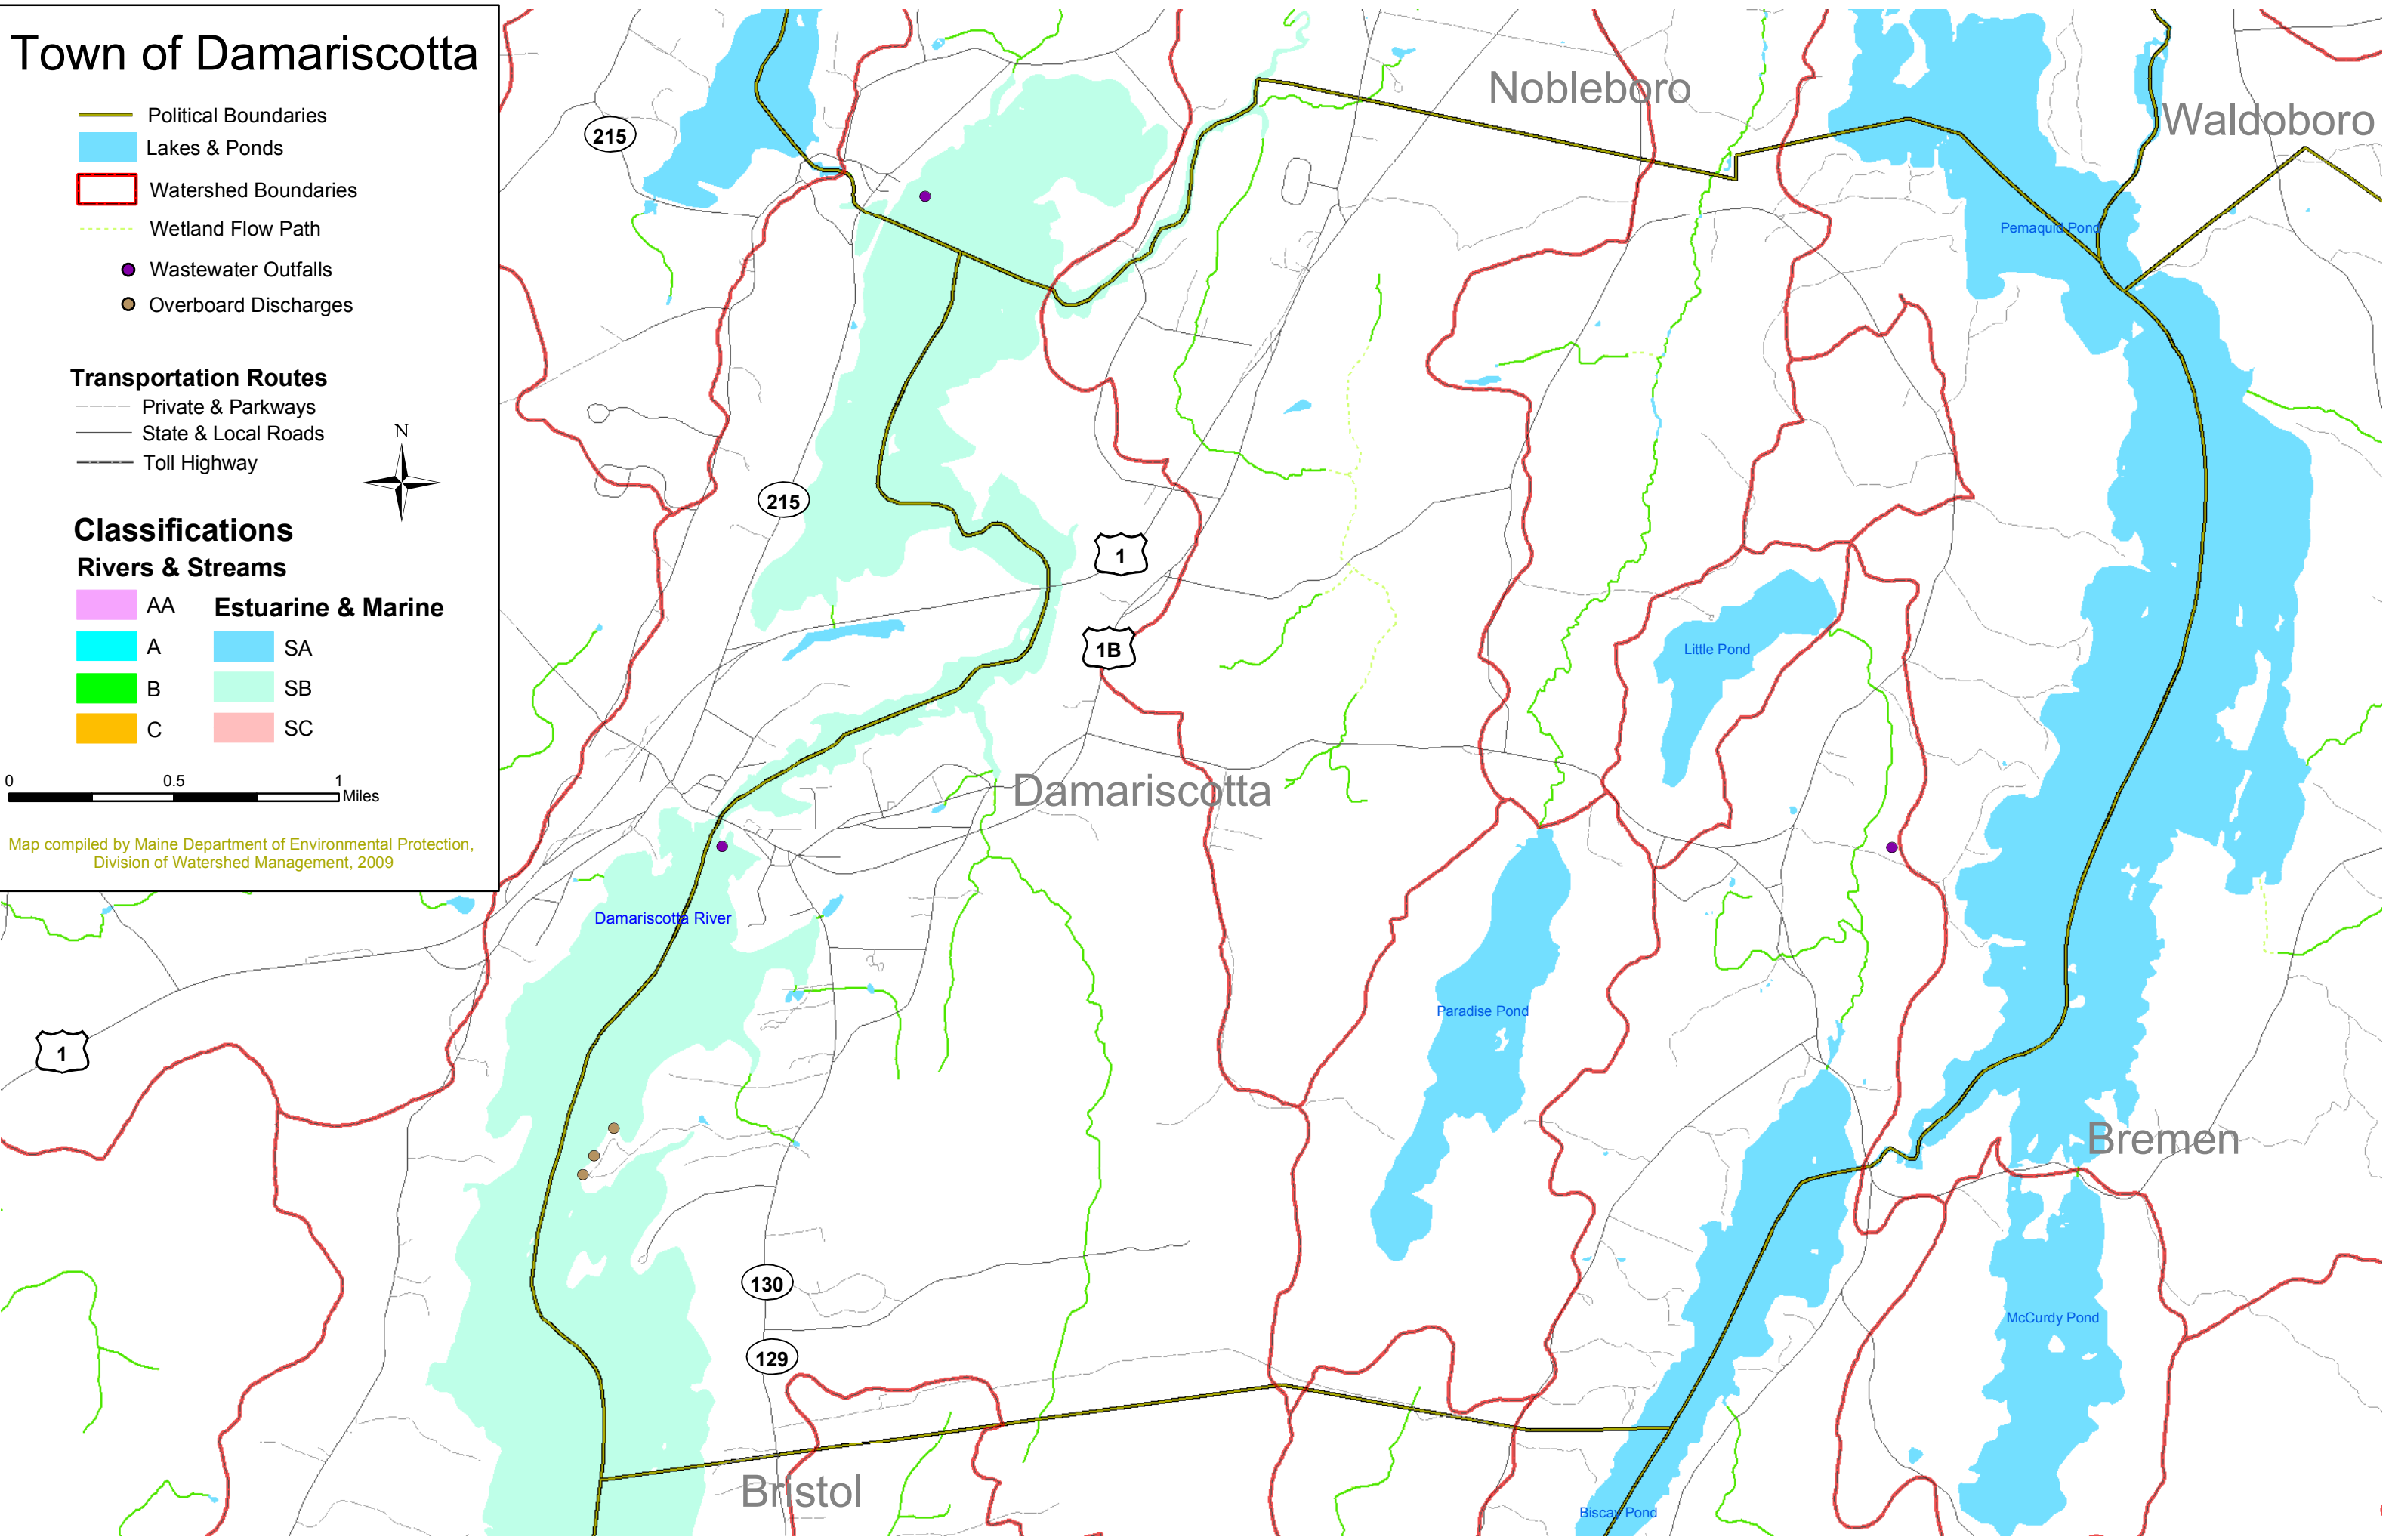 Town of Damariscotta
Political Boundaries
Lakes & Ponds
Watershed Boundaries
Wetland Flow Path
Wastewater Outfalls
Overboard Discharges
Transportation Routes
Private & Parkways
State & Local Roads
Toll Highway
N
Classifications
Rivers & Streams
AA
A
B
C
Estuarine & Marine
SA
SB
SC
0 0.5 1
Miles
Map compiled by Maine Department of Environmental Protection,
Division of Watershed Management, 2009
215
Nobleboro
Waldoboro
Pemaquid Pond
215
1
1B
Little Pond
Damariscotta
Damariscotta River
Paradise Pond
1
Bremen
130
McCurdy Pond
129
Bristol
Biscay Pond